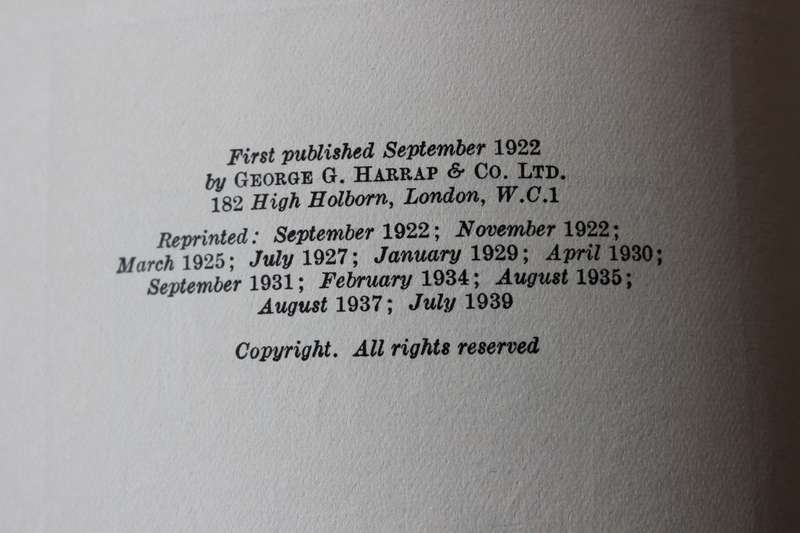 First published September 1922
by GEORGE G. HARRAP & CO. LTD.
182 High Holborn, London, W.C.1
Reprinted: September 1922; November 1922;
March 1925; July 1927; January 1929; April 1930;
September 1931; February 1934; August 1935;
August 1937; July 1939
Copyright. All rights reserved